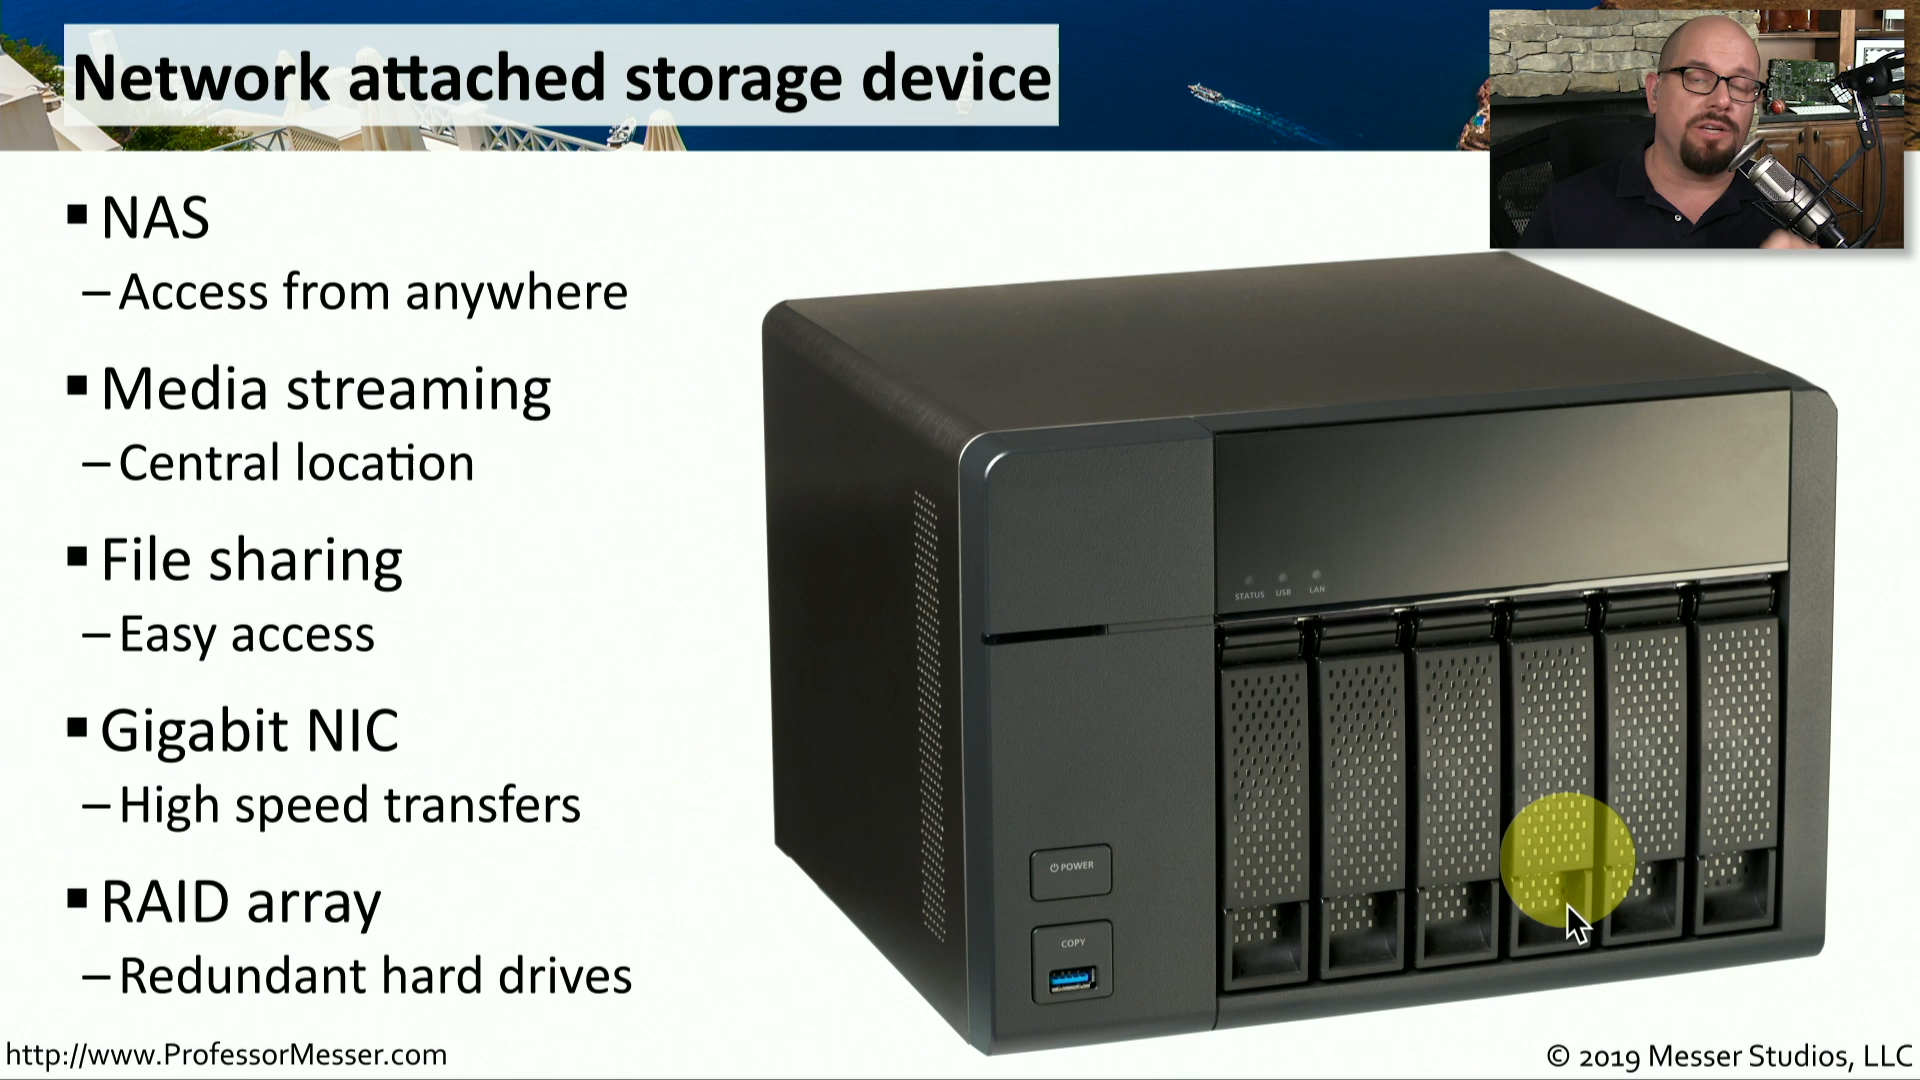 Network attached storage device
▪ NAS
– Access from anywhere
▪ Media streaming
– Central location
▪ File sharing
– Easy access
▪ Gigabit NIC
– High speed transfers
▪ RAID array
– Redundant hard drives
STATUS USB LAN
POWER
COPY
http://www.ProfessorMesser.com
© 2019 Messer Studios, LLC